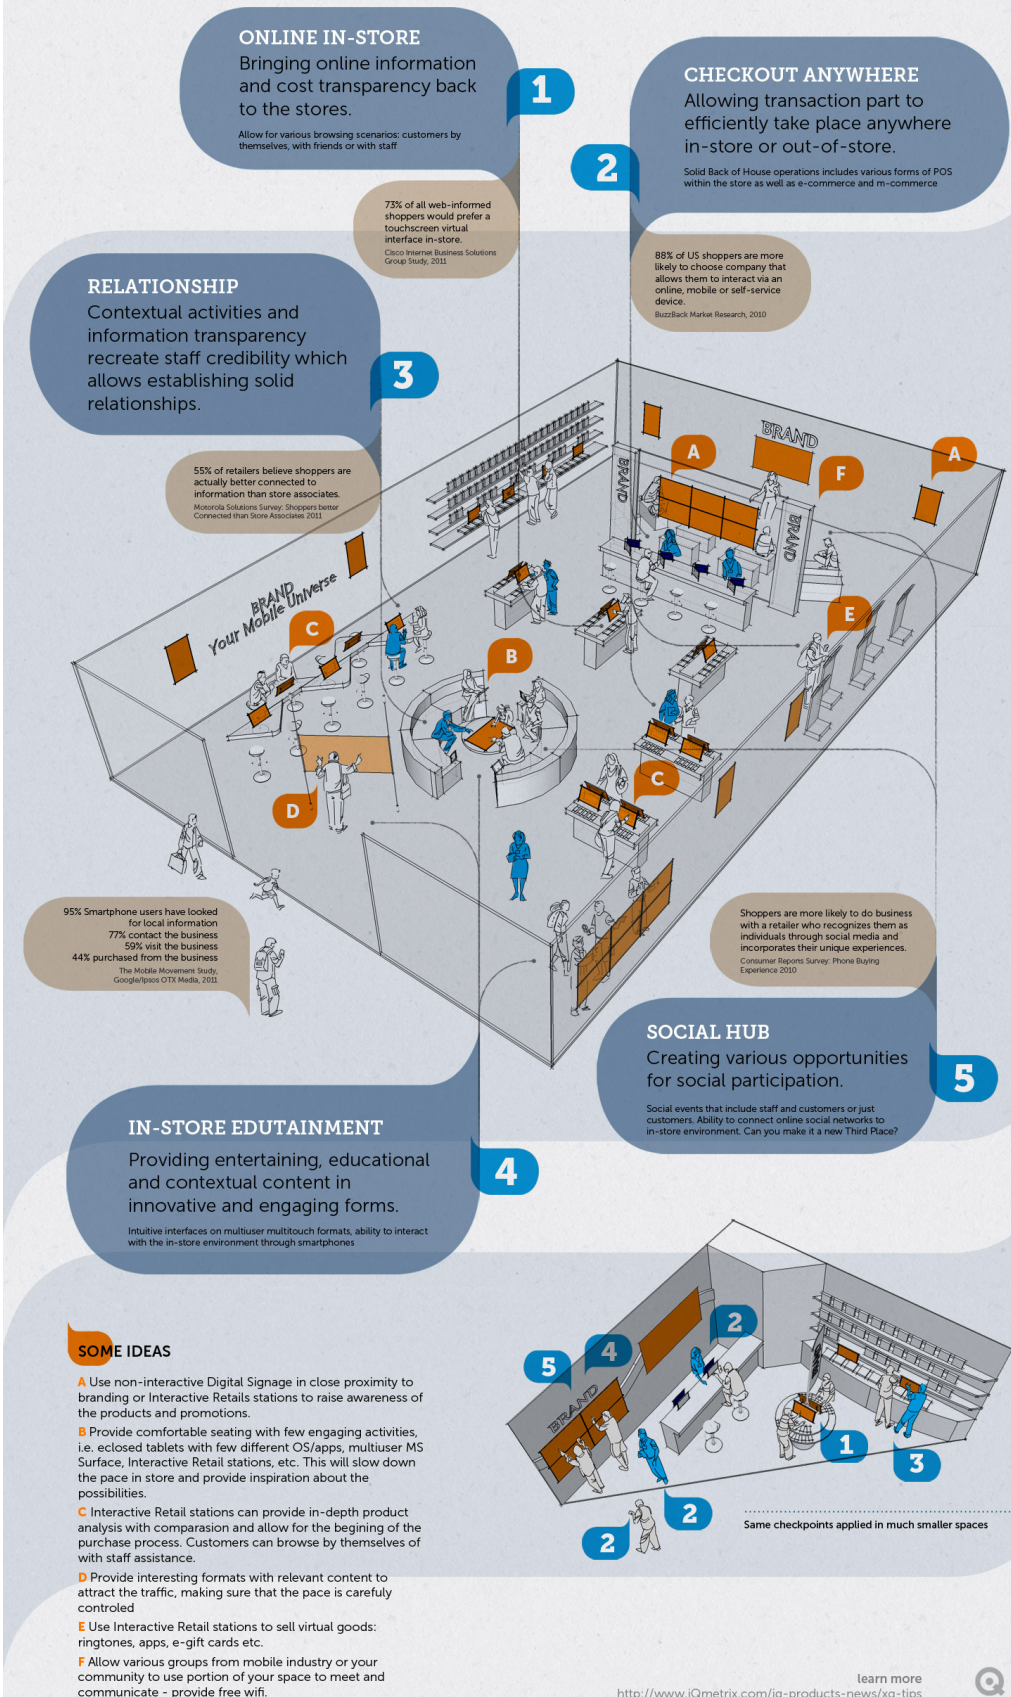 ONLINE IN-STORE
Bringing online information
and cost transparency back
to the stores.
Allow for various browsing scenarios: customers by
themselves, with friends or with staff
1
73% of all web-informed
shoppers would prefer a
touchscreen virtual
interface in-store.
Cisco Internet Business Solutions
Group Study, 2011
CHECKOUT ANYWHERE
Allowing transaction part to
efficiently take place anywhere
in-store or out-of-store.
Solid Back of House operations includes various forms of POS
within the store as well as e-commerce and m-commerce
2
88% of US shoppers are more
likely to choose company that
allows them to interact via an
online, mobile or self-service
device.
BuzzBack Market Research, 2010
RELATIONSHIP
Contextual activities and
information transparency
recreate staff credibility which
allows establishing solid
relationships.
3
55% of retailers believe shoppers are
actually better connected to
information than store associates.
Motorola Solutions Survey: Shoppers better
Connected than Store Associates 2011
BRAND
A
F
A
BRAND
BRAND
BRAND
Your Mobile Universe
C
E
B
C
D
95% Smartphone users have looked
for local information
77% contact the business
59% visit the business
44% purchased from the business
The Mobile Movement Study,
Google/Ipsos OTX Media, 2011
Shoppers are more likely to do business
with a retailer who recognizes them as
individuals through social media and
incorporates their unique experiences.
Consumer Reports Survey: Phone Buying
Experience 2010
SOCIAL HUB
Creating various opportunities
for social participation.
Social events that include staff and customers or just
customers. Ability to connect online social networks to
in-store environment. Can you make it a new Third Place?
5
IN-STORE EDUTAINMENT
Providing entertaining, educational
and contextual content in
innovative and engaging forms.
Intuitive interfaces on multiuser multitouch formats, ability to interact
with the in-store environment through smartphones
4
SOME IDEAS
A Use non-interactive Digital Signage in close proximity to
branding or Interactive Retails stations to raise awareness of
the products and promotions.
B Provide comfortable seating with few engaging activities,
i.e. eclosed tablets with few different OS/apps, multiuser MS
Surface, Interactive Retail stations, etc. This will slow down
the pace in store and provide inspiration about the
possibilities.
C Interactive Retail stations can provide in-depth product
analysis with comparasion and allow for the begining of the
purchase process. Customers can browse by themselves of
with staff assistance.
D Provide interesting formats with relevant content to
attract the traffic, making sure that the pace is carefuly
controled
E Use Interactive Retail stations to sell virtual goods:
ringtones, apps, e-gift cards etc.
F Allow various groups from mobile industry or your
community to use portion of your space to meet and
communicate - provide free wifi.
2
4
5
BRAND
1
3
2
2
Same checkpoints applied in much smaller spaces
learn more
http://www.iQmetrix.com/iq-products-news/xq-tips